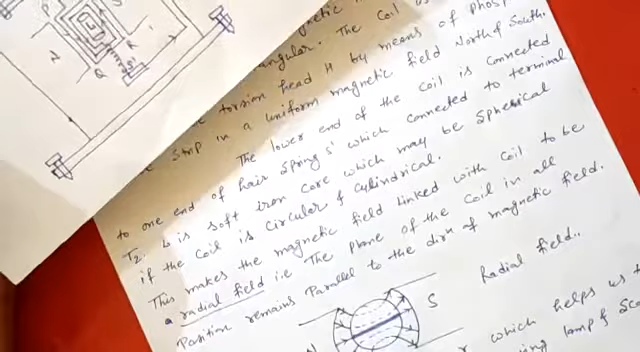 The Coil
angular.
torsion head H by means of Phosp
strip in a uniform magnetic field North & South.
The lower end of the coil is connected
to one end of hair spring S' which connected to terminal
T2. L is soft iron core which may be spherical
if the coil is circular & cylindrical.
This makes the magnetic field linked with coil to be
a radial field i.e The plane of the coil in all
Position remains Parallel to the dirn of magnetic field.
S
Radial field..
N
which helps us t
lamp & sca